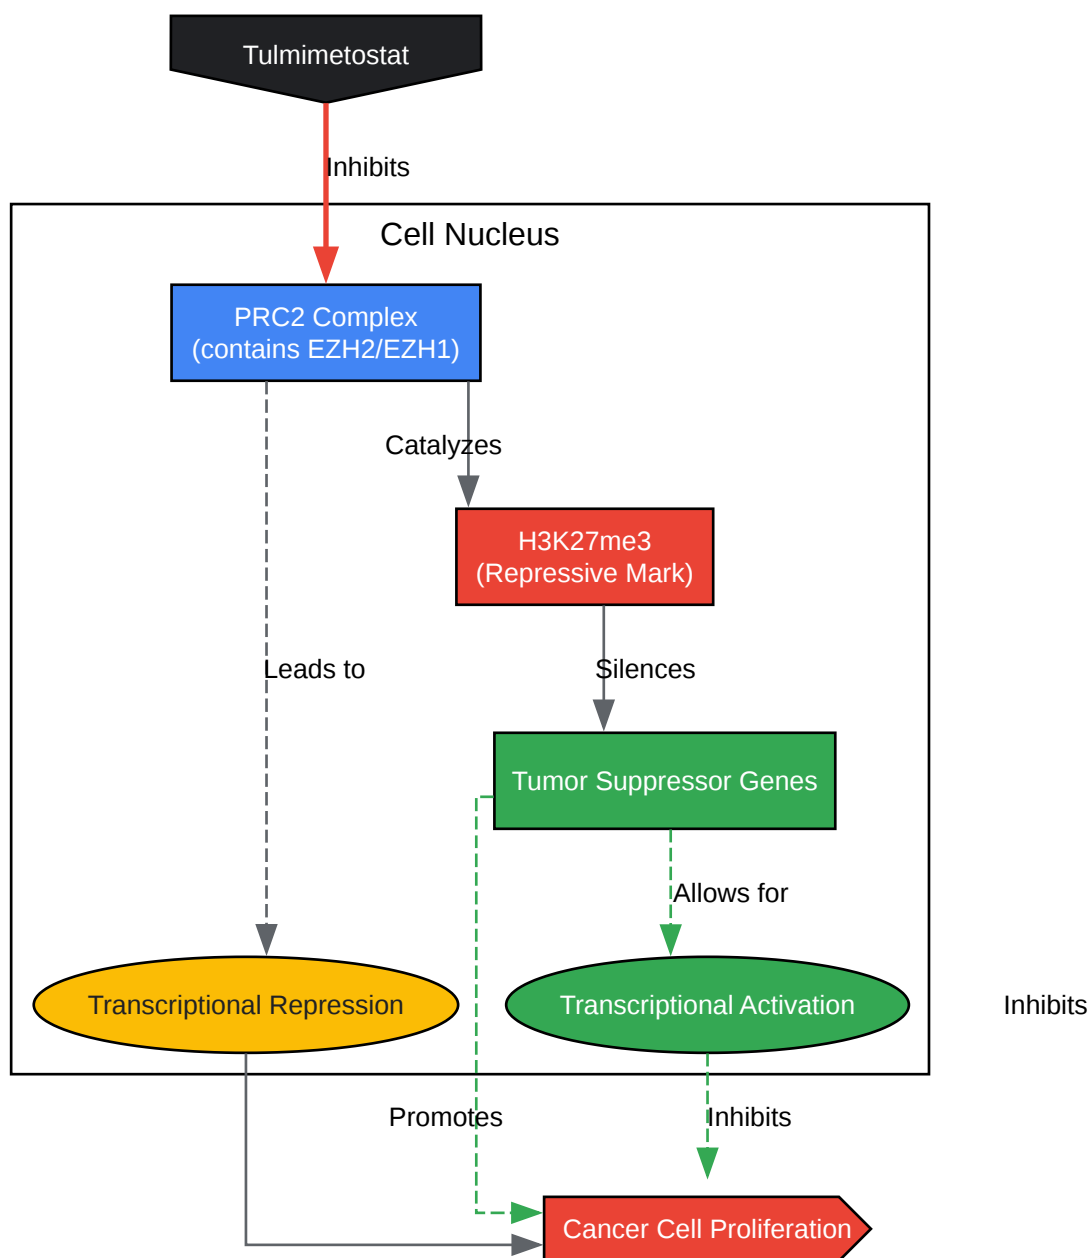 Tulmimetostat
Inhibits
Cell Nucleus
PRC2 Complex
(contains EZH2/EZH1)
Catalyzes
H3K27me3
(Repressive Mark)
Leads to
Silences
Tumor Suppressor Genes
Allows for
Transcriptional Repression
Transcriptional Activation
Inhibits
Promotes
Inhibits
Cancer Cell Proliferation